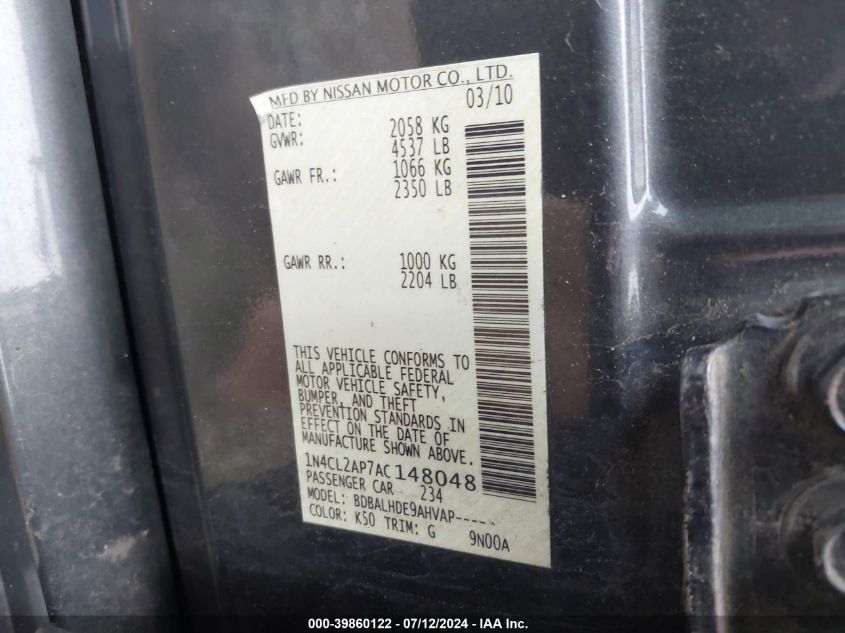 MFD BY NISSAN MOTOR CO., LTD.
DATE: 03/10
GVWR: 2058 KG
4537 LB
GAWR FR.: 1066 KG
2350 LB
GAWR RR.: 1000 KG
2204 LB
THIS VEHICLE CONFORMS TO
ALL APPLICABLE FEDERAL
MOTOR VEHICLE SAFETY,
BUMPER, AND THEFT
PREVENTION STANDARDS IN
EFFECT ON THE DATE OF
MANUFACTURE SHOWN ABOVE.
1N4CL2AP7AC148048
PASSENGER CAR 234
MODEL: BDBALHDE9AHVAP----
COLOR: K50 TRIM: G 9N00A
000-39860122 - 07/12/2024 - IAA Inc.